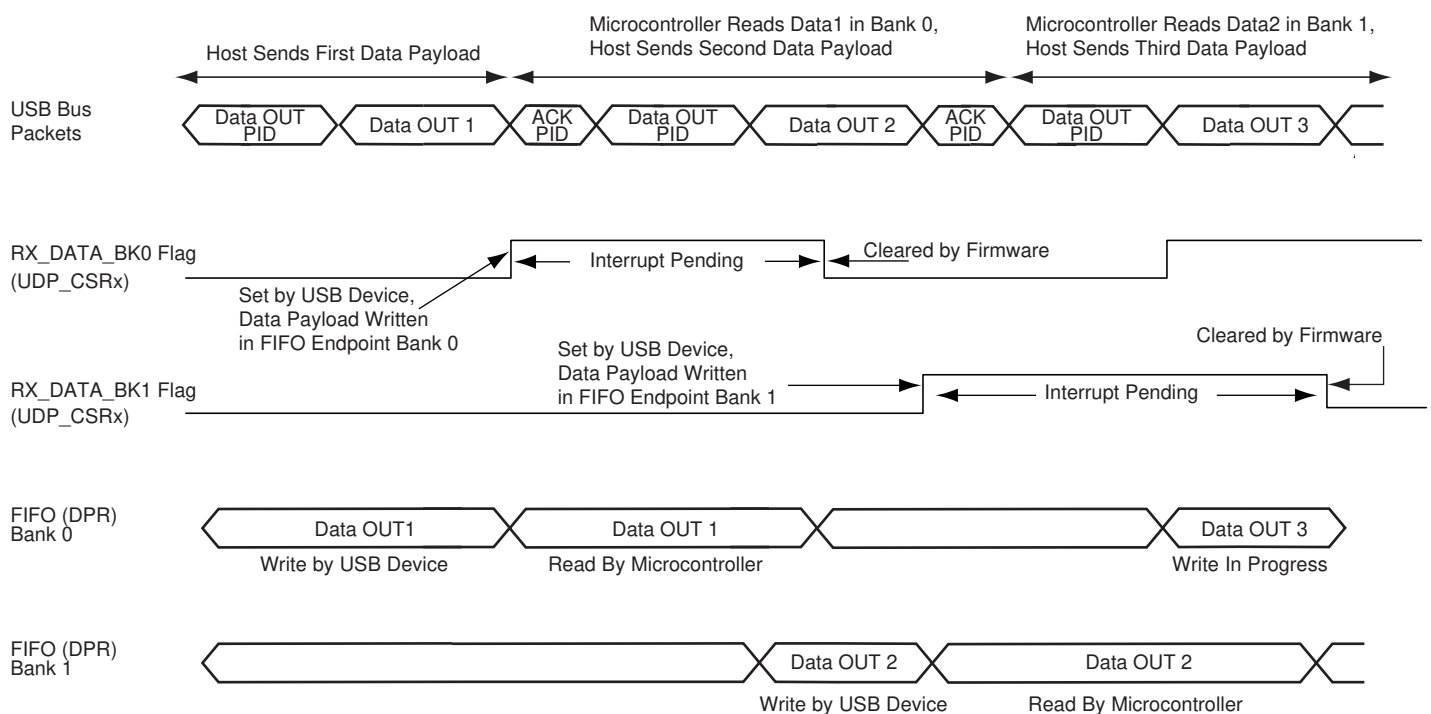 Host Sends First Data Payload
Microcontroller Reads Data1 in Bank 0,
Host Sends Second Data Payload
Microcontroller Reads Data2 in Bank 1,
Host Sends Third Data Payload
USB Bus
Packets
Data OUT
PID
Data OUT 1
ACK
PID
Data OUT
PID
Data OUT 2
ACK
PID
Data OUT
PID
Data OUT 3
RX_DATA_BK0 Flag
(UDP_CSRx)
Interrupt Pending
Cleared by Firmware
Set by USB Device,
Data Payload Written
in FIFO Endpoint Bank 0
RX_DATA_BK1 Flag
(UDP_CSRx)
Set by USB Device,
Data Payload Written
in FIFO Endpoint Bank 1
Interrupt Pending
Cleared by Firmware
FIFO (DPR)
Bank 0
Data OUT1
Data OUT 1
Data OUT 3
Write by USB Device
Read By Microcontroller
Write In Progress
FIFO (DPR)
Bank 1
Data OUT 2
Data OUT 2
Write by USB Device
Read By Microcontroller